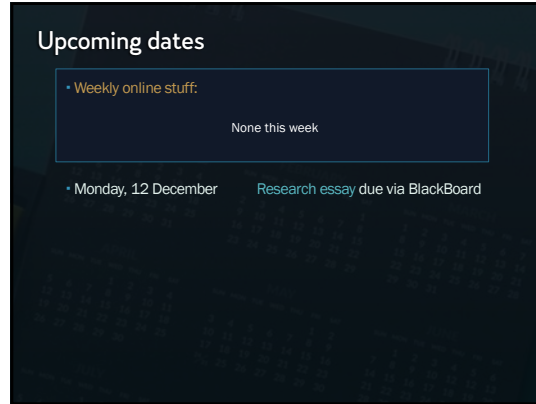 Upcoming dates
• Weekly online stuff:
None this week
• Monday, 12 December Research essay due via BlackBoard